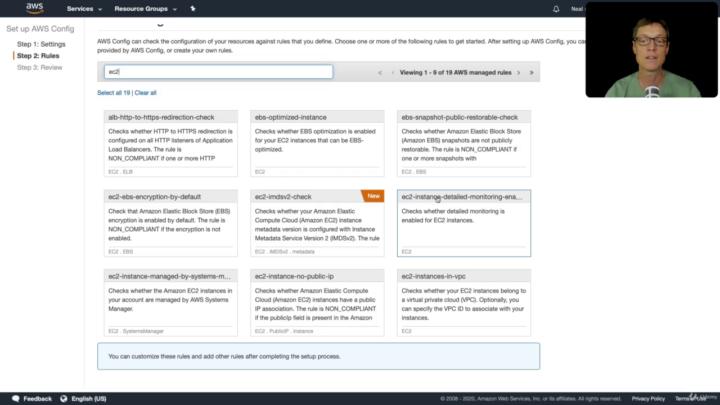 aws
Services
Resource Groups
Neal
Set up AWS Config
Step 1: Settings
Step 2: Rules
Step 3: Review
AWS Config can check the configuration of your resources against rules that you define. Choose one or more of the following rules to get started. After setting up AWS Config, you can
provided by AWS Config, or create your own rules.
ec2
Viewing 1 - 9 of 19 AWS managed rules
Select all 19 | Clear all
alb-http-to-https-redirection-check
Checks whether HTTP to HTTPS redirection is
configured on all HTTP listeners of Application
Load Balancers. The rule is
NON_COMPLIANT if one or more HTTP
EC2 . ELB
ebs-optimized-instance
Checks whether EBS optimization is enabled
for your EC2 instances that can be EBS-
optimized.
EC2
ebs-snapshot-public-restorable-check
Checks whether Amazon Elastic Block Store
(Amazon EBS) snapshots are not publicly
restorable. The rule is NON_COMPLIANT if
one or more snapshots with
EC2 . EBS
ec2-ebs-encryption-by-default
Check that Amazon Elastic Block Store (EBS)
encryption is enabled by default. The rule is
NON_COMPLIANT if the encryption is not
enabled.
EC2 . EBS
ec2-imdsv2-check
New
Checks whether your Amazon Elastic
Compute Cloud (Amazon EC2) instance
metadata version is configured with Instance
Metadata Service Version 2 (IMDSv2). The rule
EC2 . IMDSv2 . metadata
ec2-instance-detailed-monitoring-ena...
Checks whether detailed monitoring is
enabled for EC2 instances.
EC2
ec2-instance-managed-by-systems-m...
Checks whether the Amazon EC2 instances in
your account are managed by AWS Systems
Manager.
EC2 . SystemsManager
ec2-instance-no-public-ip
Checks whether Amazon Elastic Compute
Cloud (Amazon EC2) instances have a public
IP association. The rule is NON_COMPLIANT
if the publicIp field is present in the Amazon
EC2 . PublicIP . Instance
ec2-instances-in-vpc
Checks whether your EC2 instances belong to
a virtual private cloud (VPC). Optionally, you
can specify the VPC ID to associate with your
instances.
EC2
You can customize these rules and add other rules after completing the setup process.
Feedback
English (US)
© 2008 - 2020, Amazon Web Services, Inc. or its affiliates. All rights reserved.
Privacy Policy
Terms of Use
Udemy